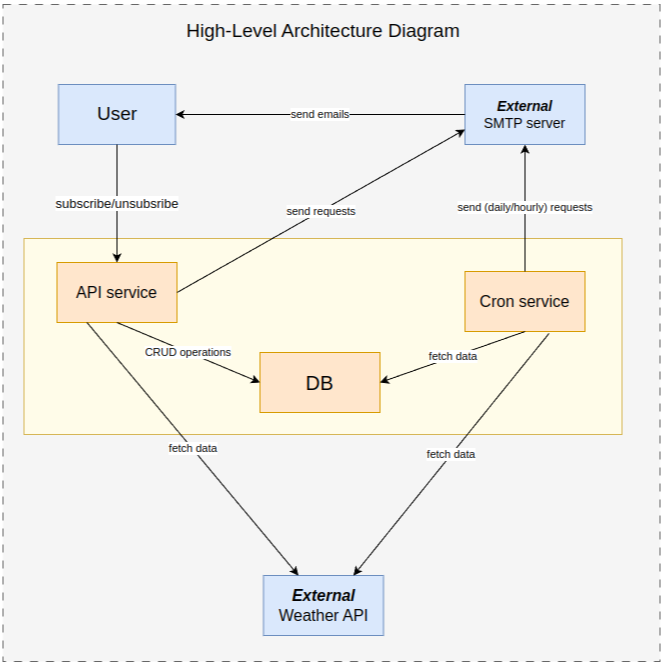 High-Level Architecture Diagram
User
send emails
External
SMTP server
subscribe/unsubsribe
send requests
send (daily/hourly) requests
API service
Cron service
CRUD operations
fetch data
DB
fetch data
fetch data
External
Weather API